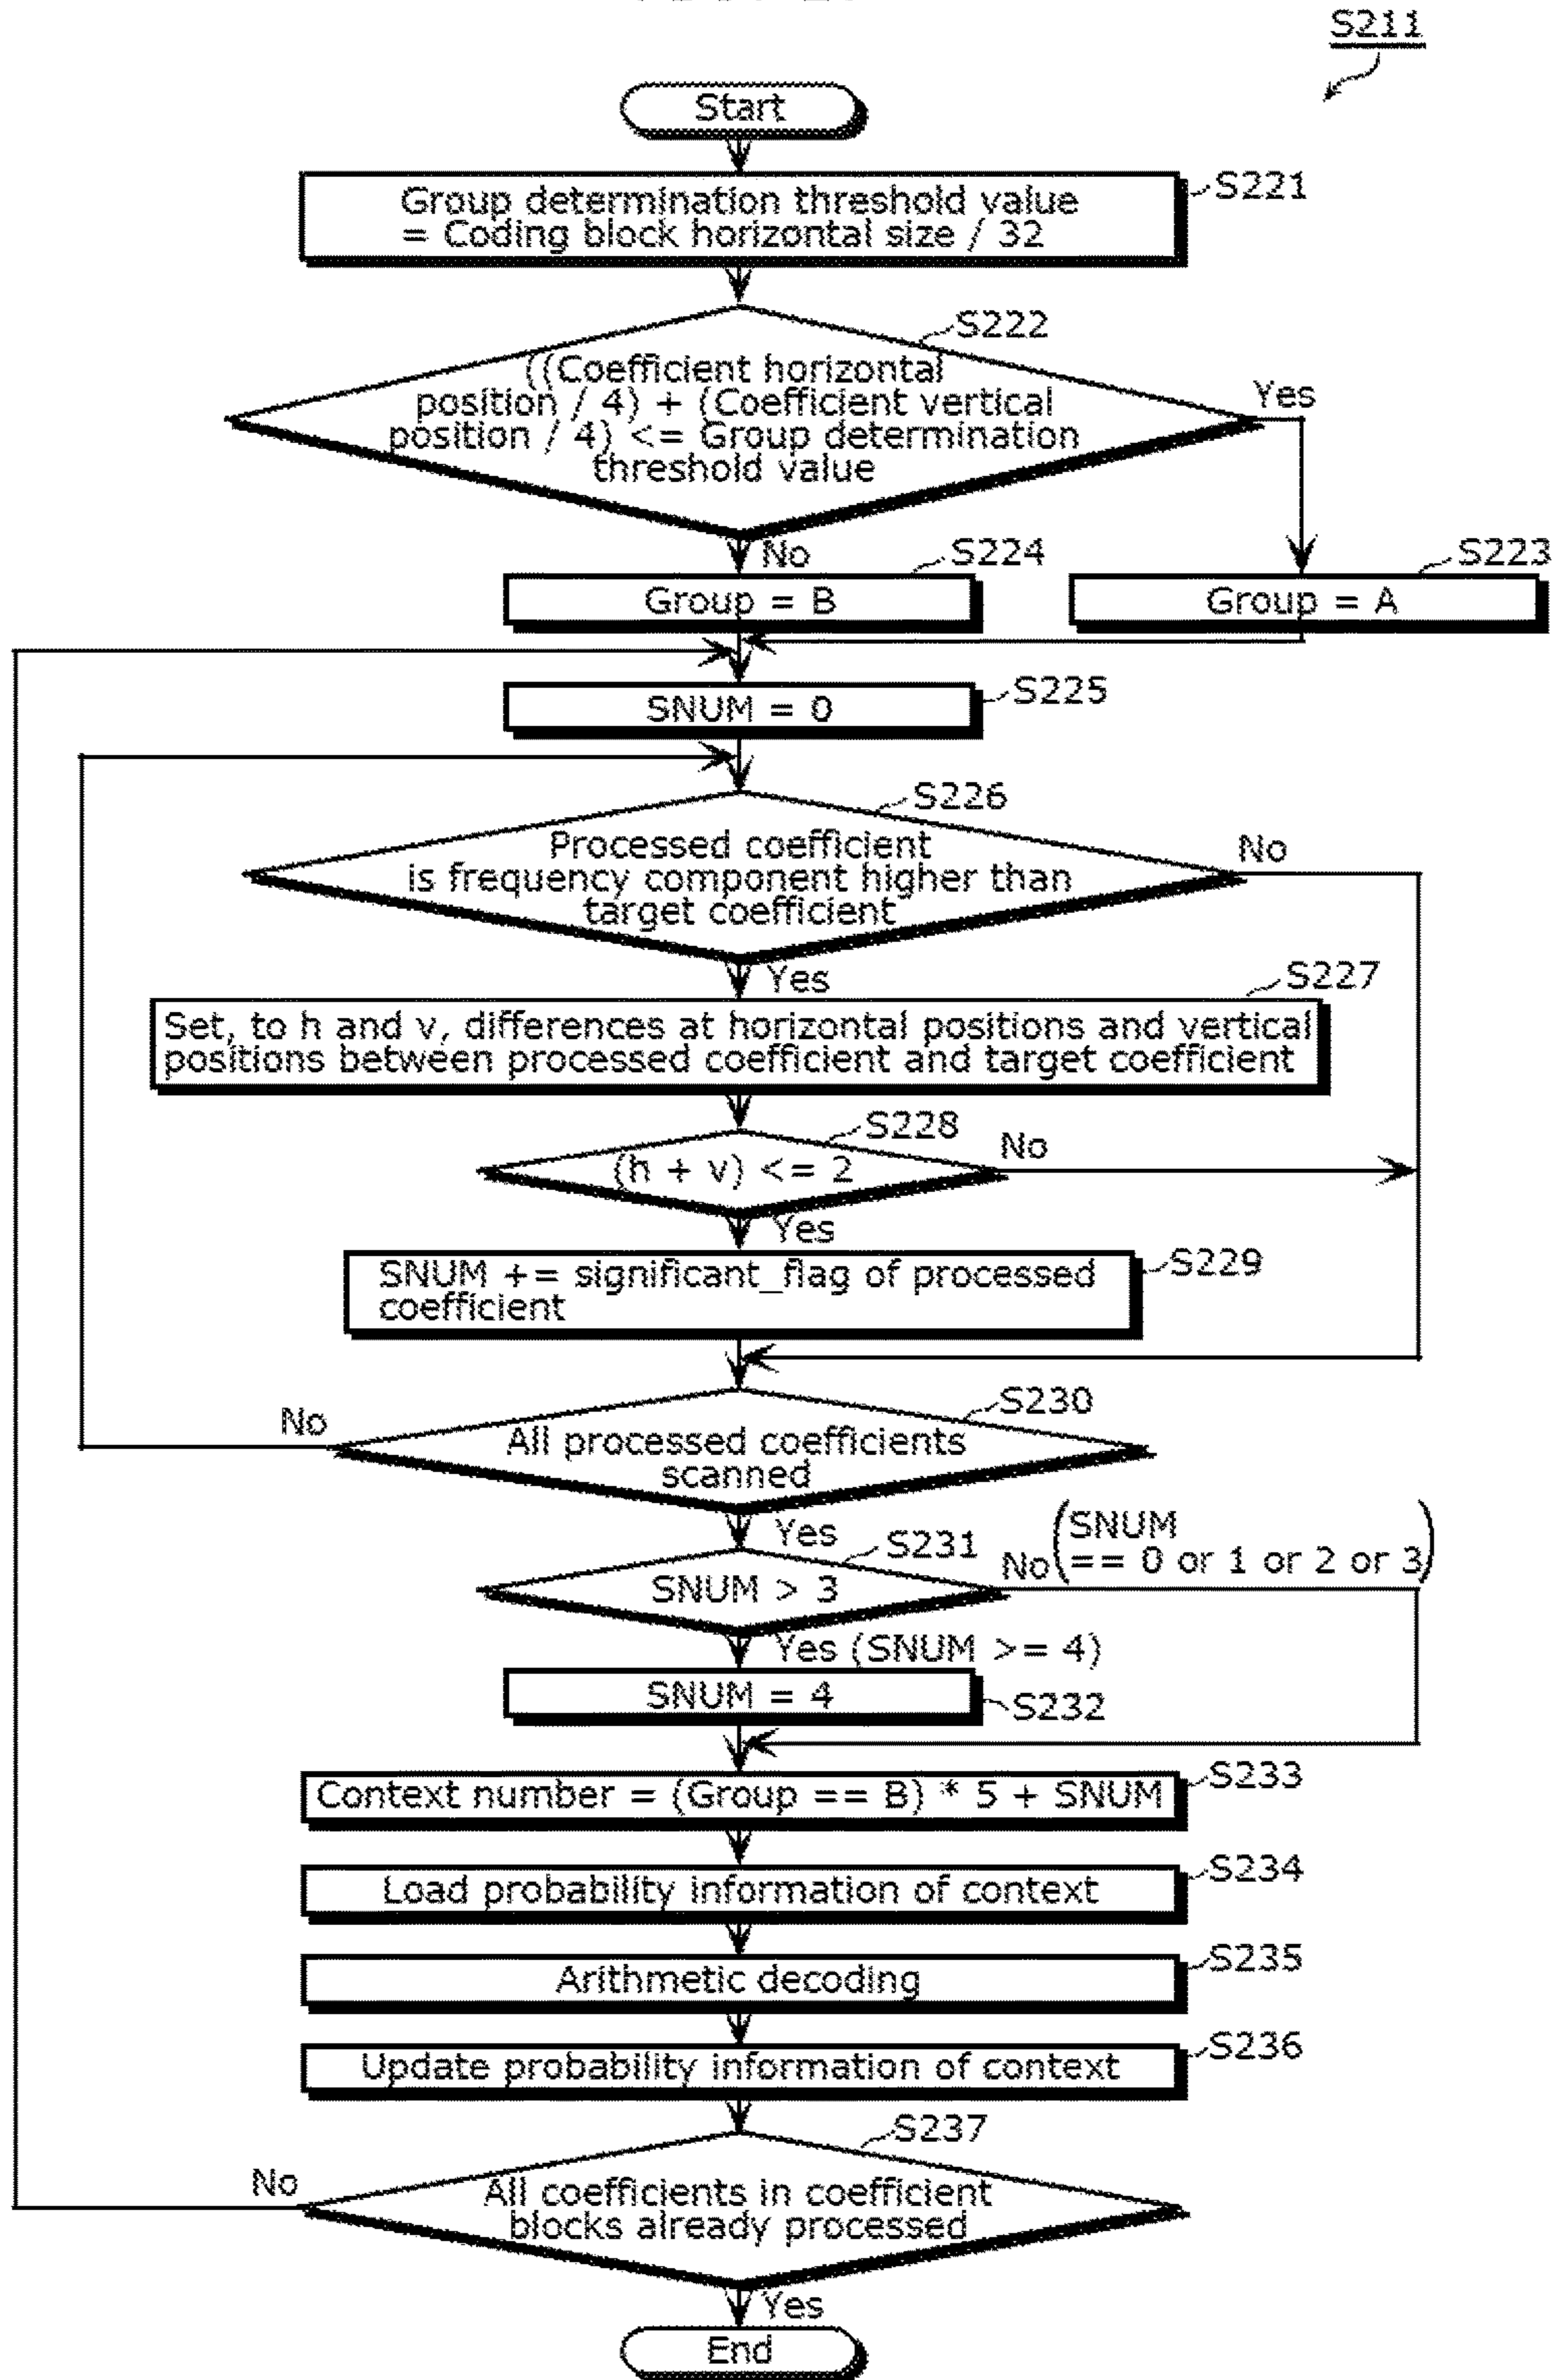 S211
Start
Group determination threshold value
= Coding block horizontal size / 32
S221
S222
((Coefficient horizontal
position / 4) + (Coefficient vertical
position / 4) <= Group determination
threshold value
Yes
No
S224
S223
Group = B
Group = A
SNUM = 0
S225
S226
Processed coefficient
is frequency component higher than
target coefficient
No
Yes
S227
Set, to h and v, differences at horizontal positions and vertical
positions between processed coefficient and target coefficient
S228
(h + v) <= 2
No
Yes
SNUM += significant_flag of processed
coefficient
S229
S230
All processed coefficients
scanned
No
Yes
S231
SNUM > 3
No (SNUM
== 0 or 1 or 2 or 3)
Yes (SNUM >= 4)
SNUM = 4
S232
Context number = (Group == B) * 5 + SNUM
S233
Load probability information of context
S234
Arithmetic decoding
S235
Update probability information of context
S236
S237
All coefficients in coefficient
blocks already processed
No
Yes
End